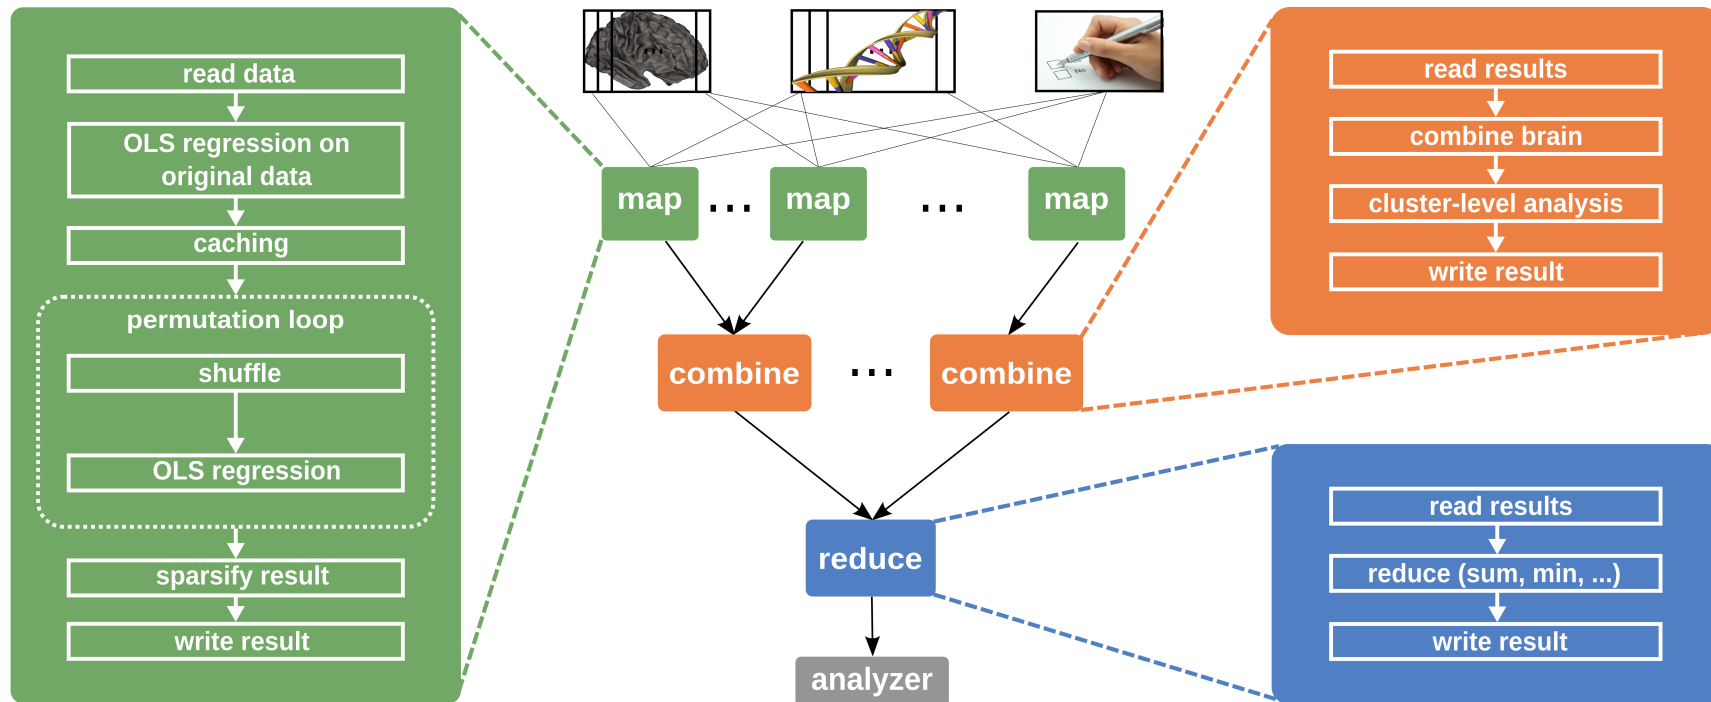 read data
OLS regression on
original data
caching
permutation loop
shuffle
OLS regression
sparsify result
write result
...
...
No
map
...
map
...
map
combine
...
combine
reduce
analyzer
read results
combine brain
cluster-level analysis
write result
read results
reduce (sum, min, ...)
write result